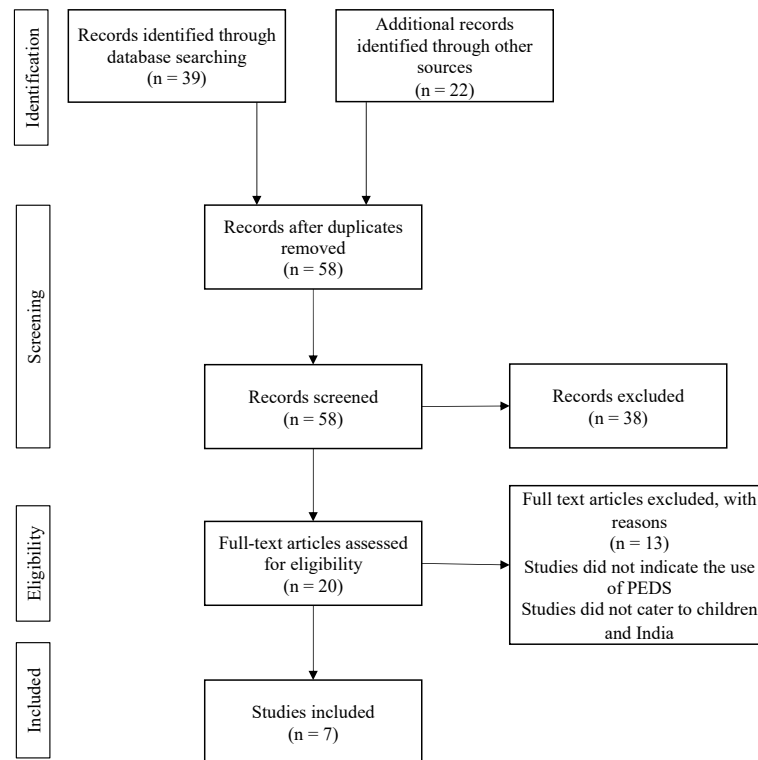 Identification
Records identified through
database searching
(n = 39)
Additional records
identified through other
sources
(n = 22)
Screening
Records after duplicates
removed
(n = 58)
Records screened
(n = 58)
Records excluded
(n = 38)
Eligibility
Full-text articles assessed
for eligibility
(n = 20)
Full text articles excluded, with
reasons
(n = 13)
Studies did not indicate the use
of PEDS
Studies did not cater to children
and India
Included
Studies included
(n = 7)